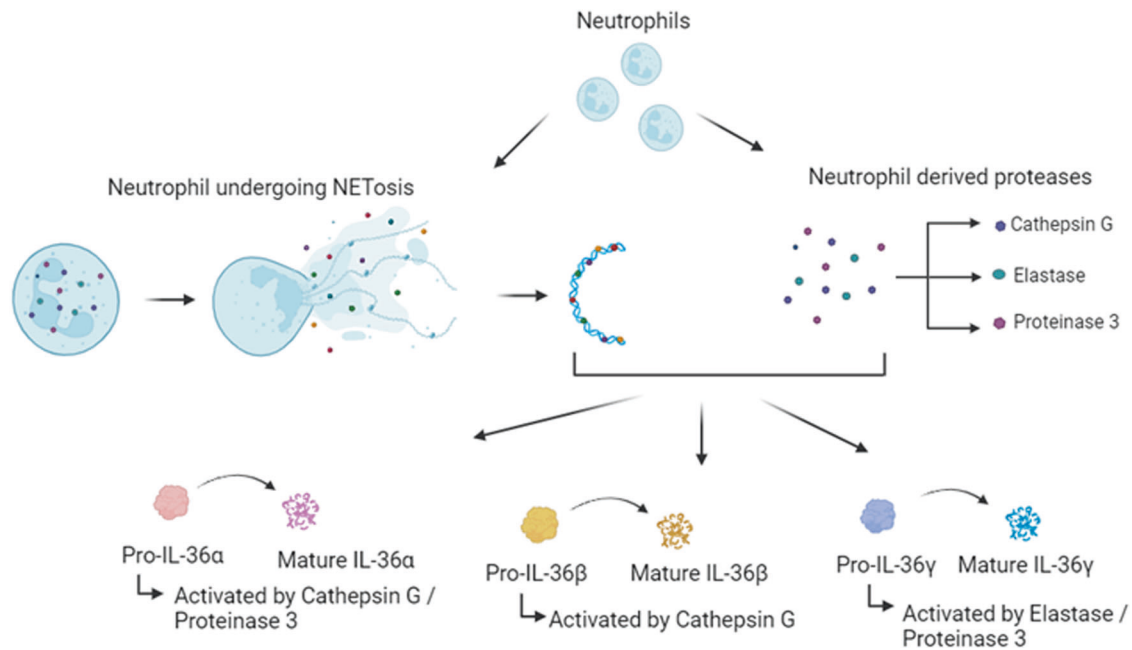 Neutrophils
Neutrophil undergoing NETosis
Neutrophil derived proteases
Cathepsin G
Elastase
Proteinase 3
Pro-IL-36α
Mature IL-36α
Activated by Cathepsin G /
Proteinase 3
Pro-IL-36β
Mature IL-36β
Activated by Cathepsin G
Pro-IL-36γ
Mature IL-36γ
Activated by Elastase /
Proteinase 3